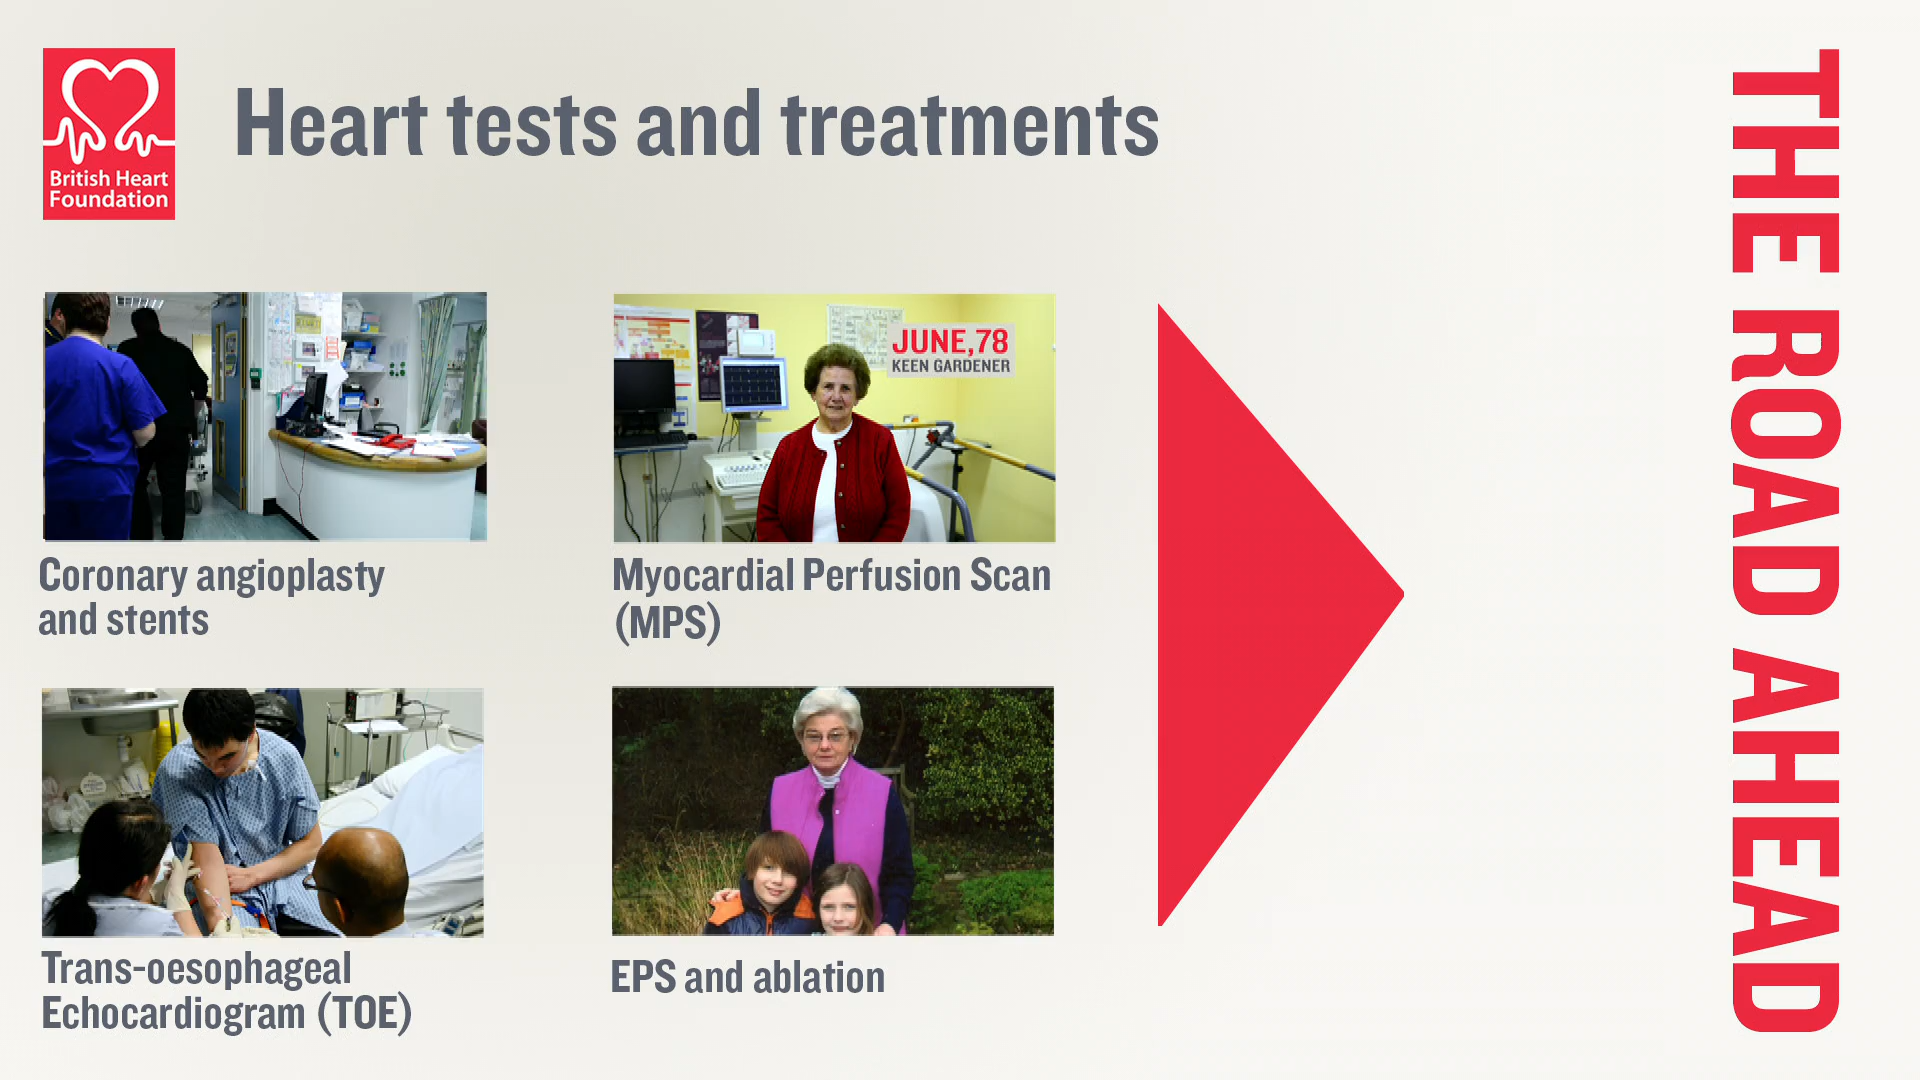 British Heart
Foundation
Heart tests and treatments
JUNE,78
KEEN GARDENER
Coronary angioplasty
and stents
Myocardial Perfusion Scan
(MPS)
Trans-oesophageal
Echocardiogram (TOE)
EPS and ablation
THE ROAD AHEAD